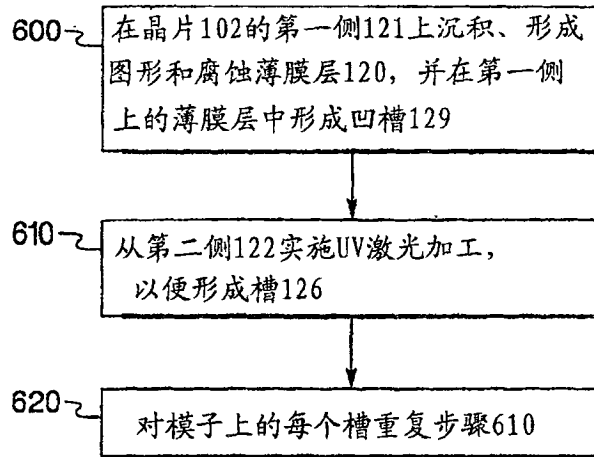 600
在晶片102的第一侧121上沉积、形成
图形和腐蚀薄膜层120，并在第一侧
上的薄膜层中形成凹槽129
610
从第二侧122实施UV激光加工，
以便形成槽126
620
对模子上的每个槽重复步骤610